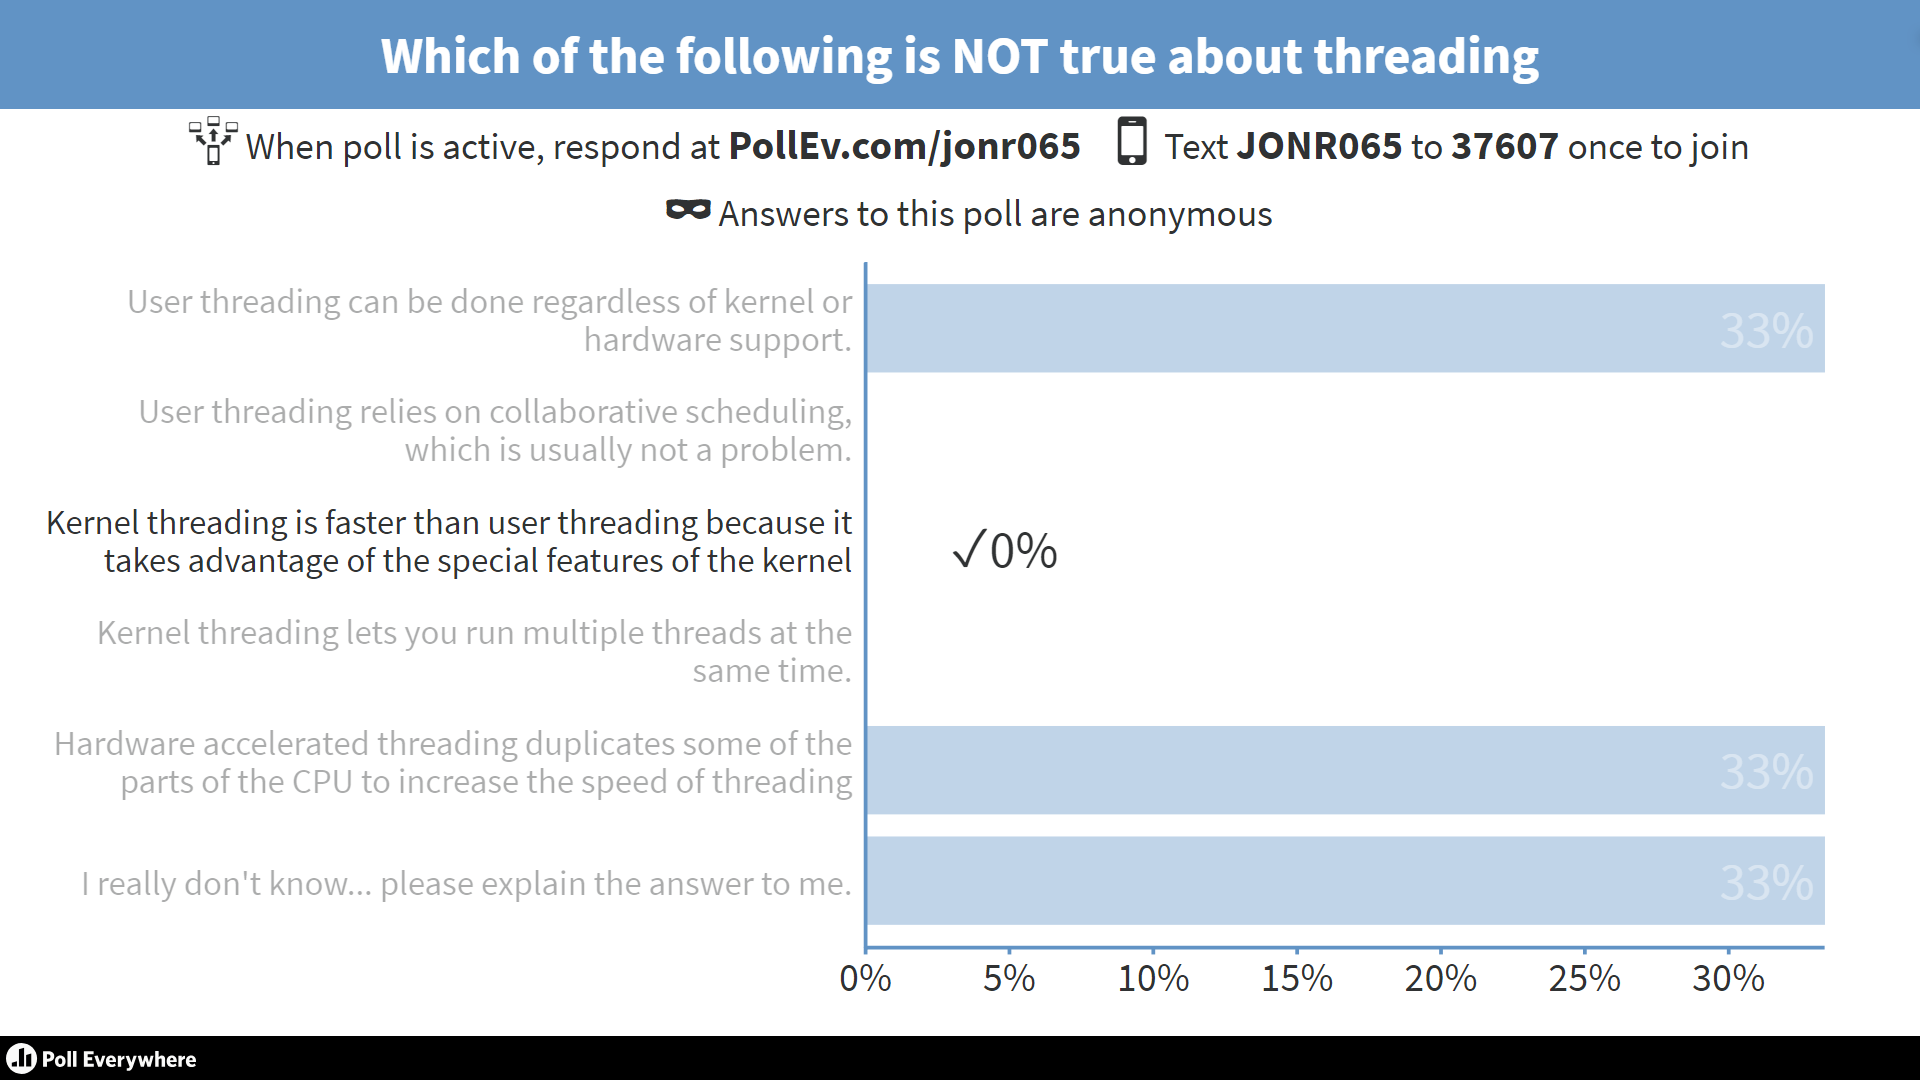 Which of the following is NOT true about threading
When poll is active, respond at PollEv.com/jonr065 Text JONR065 to 37607 once to join
Answers to this poll are anonymous
User threading can be done regardless of kernel or
hardware support.
33%
User threading relies on collaborative scheduling,
which is usually not a problem.
Kernel threading is faster than user threading because it
takes advantage of the special features of the kernel
✓0%
Kernel threading lets you run multiple threads at the
same time.
Hardware accelerated threading duplicates some of the
parts of the CPU to increase the speed of threading
33%
I really don't know... please explain the answer to me.
33%
0% 5% 10% 15% 20% 25% 30%
Poll Everywhere